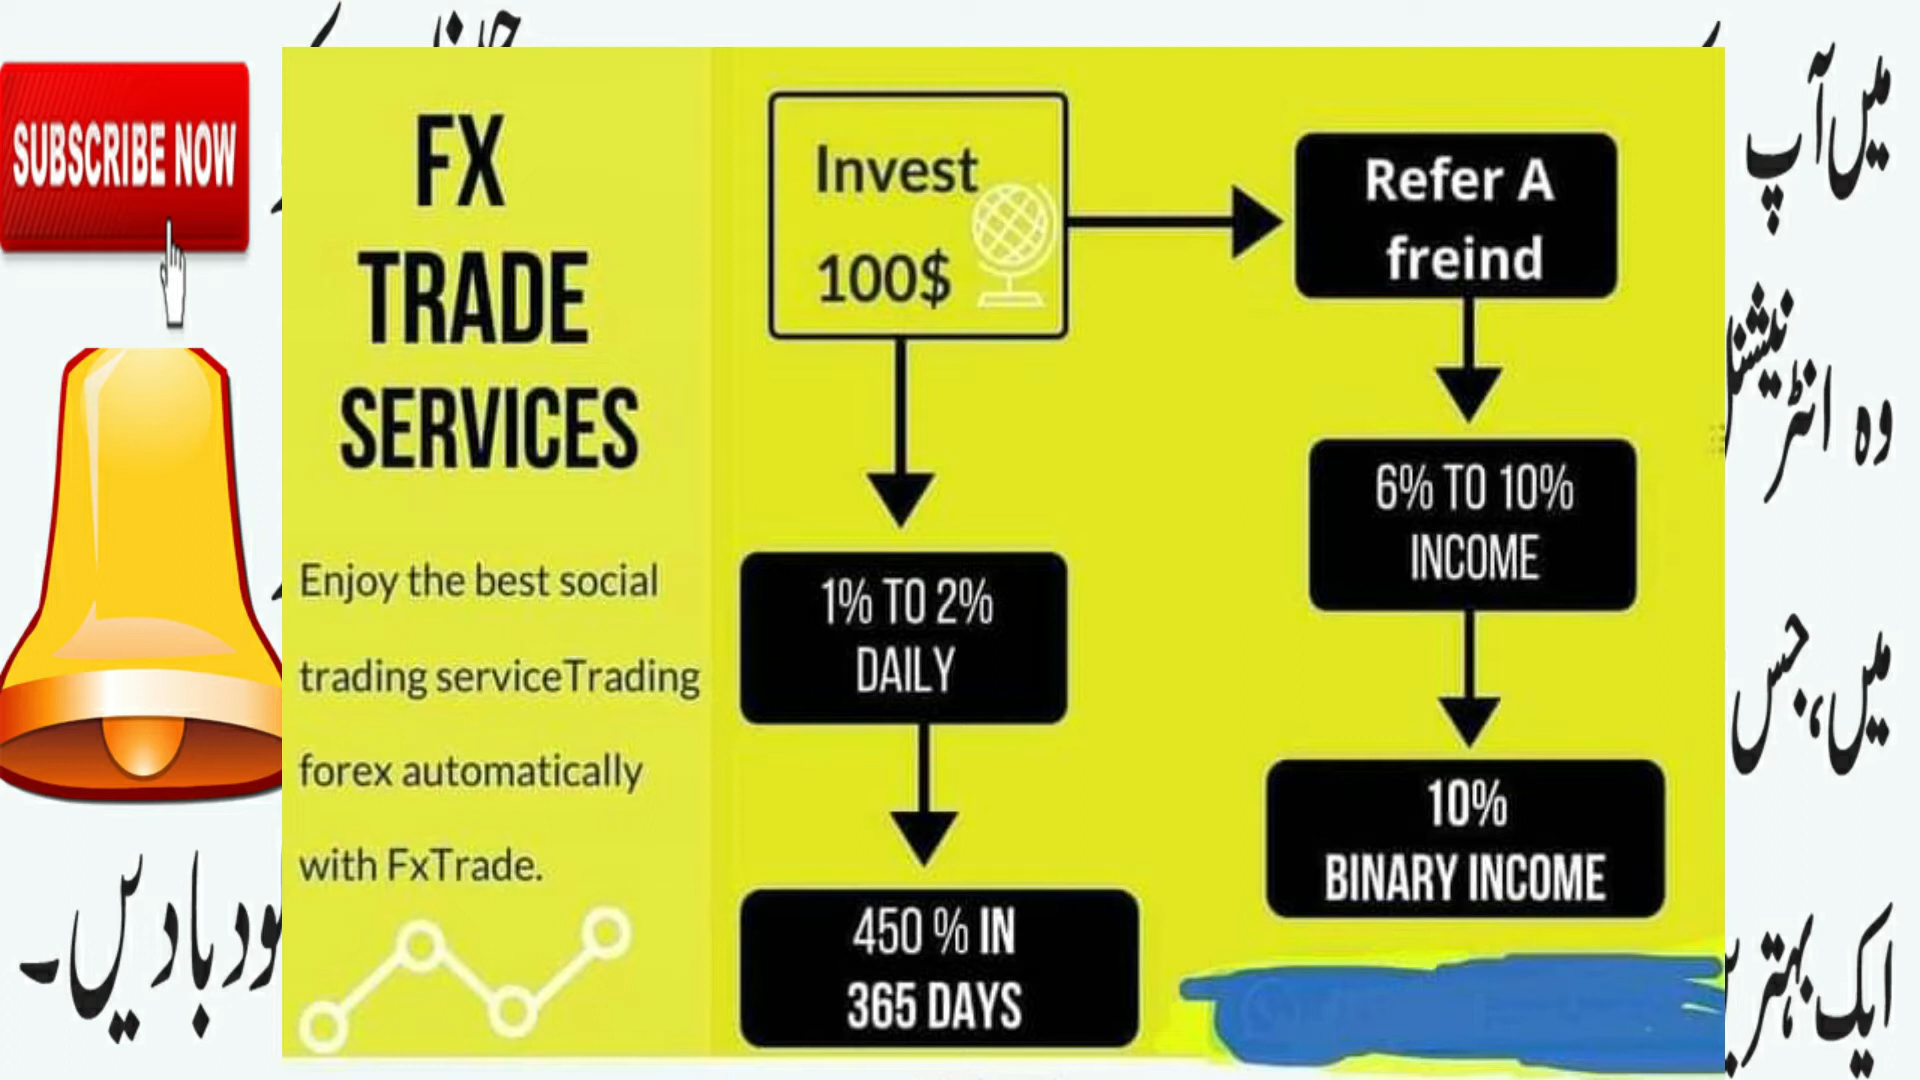 میں آپ
SUBSCRIBE NOW
FX
TRADE
SERVICES
Enjoy the best social
trading serviceTrading
forex automatically
with FxTrade.
Invest
100$
1% TO 2%
DAILY
450 % IN
365 DAYS
Refer A
freind
6% TO 10%
INCOME
10%
BINARY INCOME
وہ انٹرنیشنل
میں، جس
ایک بہتر